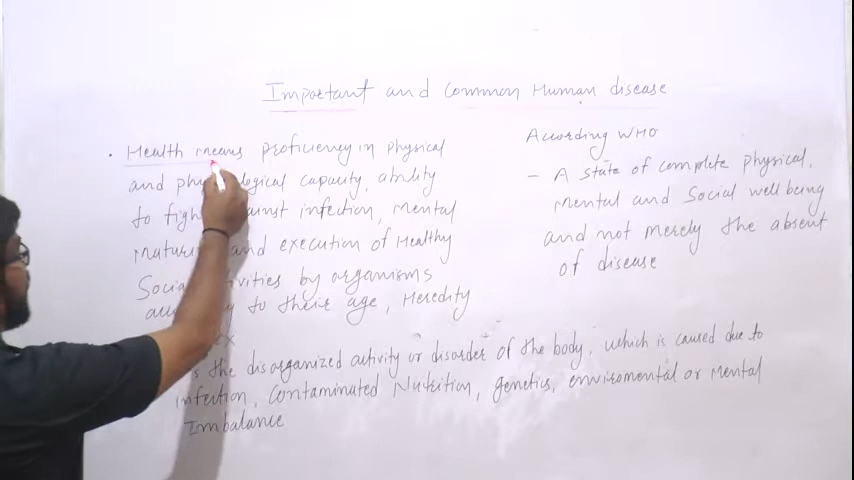 Important and Common Human disease
• Health means proficiency in physical
and physiological capacity, ability
to fight against infection, mental
and execution of Healthy
Social activities by organisms
to their age, Heredity
According WHO
- A state of complete physical,
mental and Social well being
and not merely the absent
of disease
is the disorganized activity or disorder of the body, which is caused due to
infection, contaminated Nutrition, genetics, enviromental or Mental
Imbalance